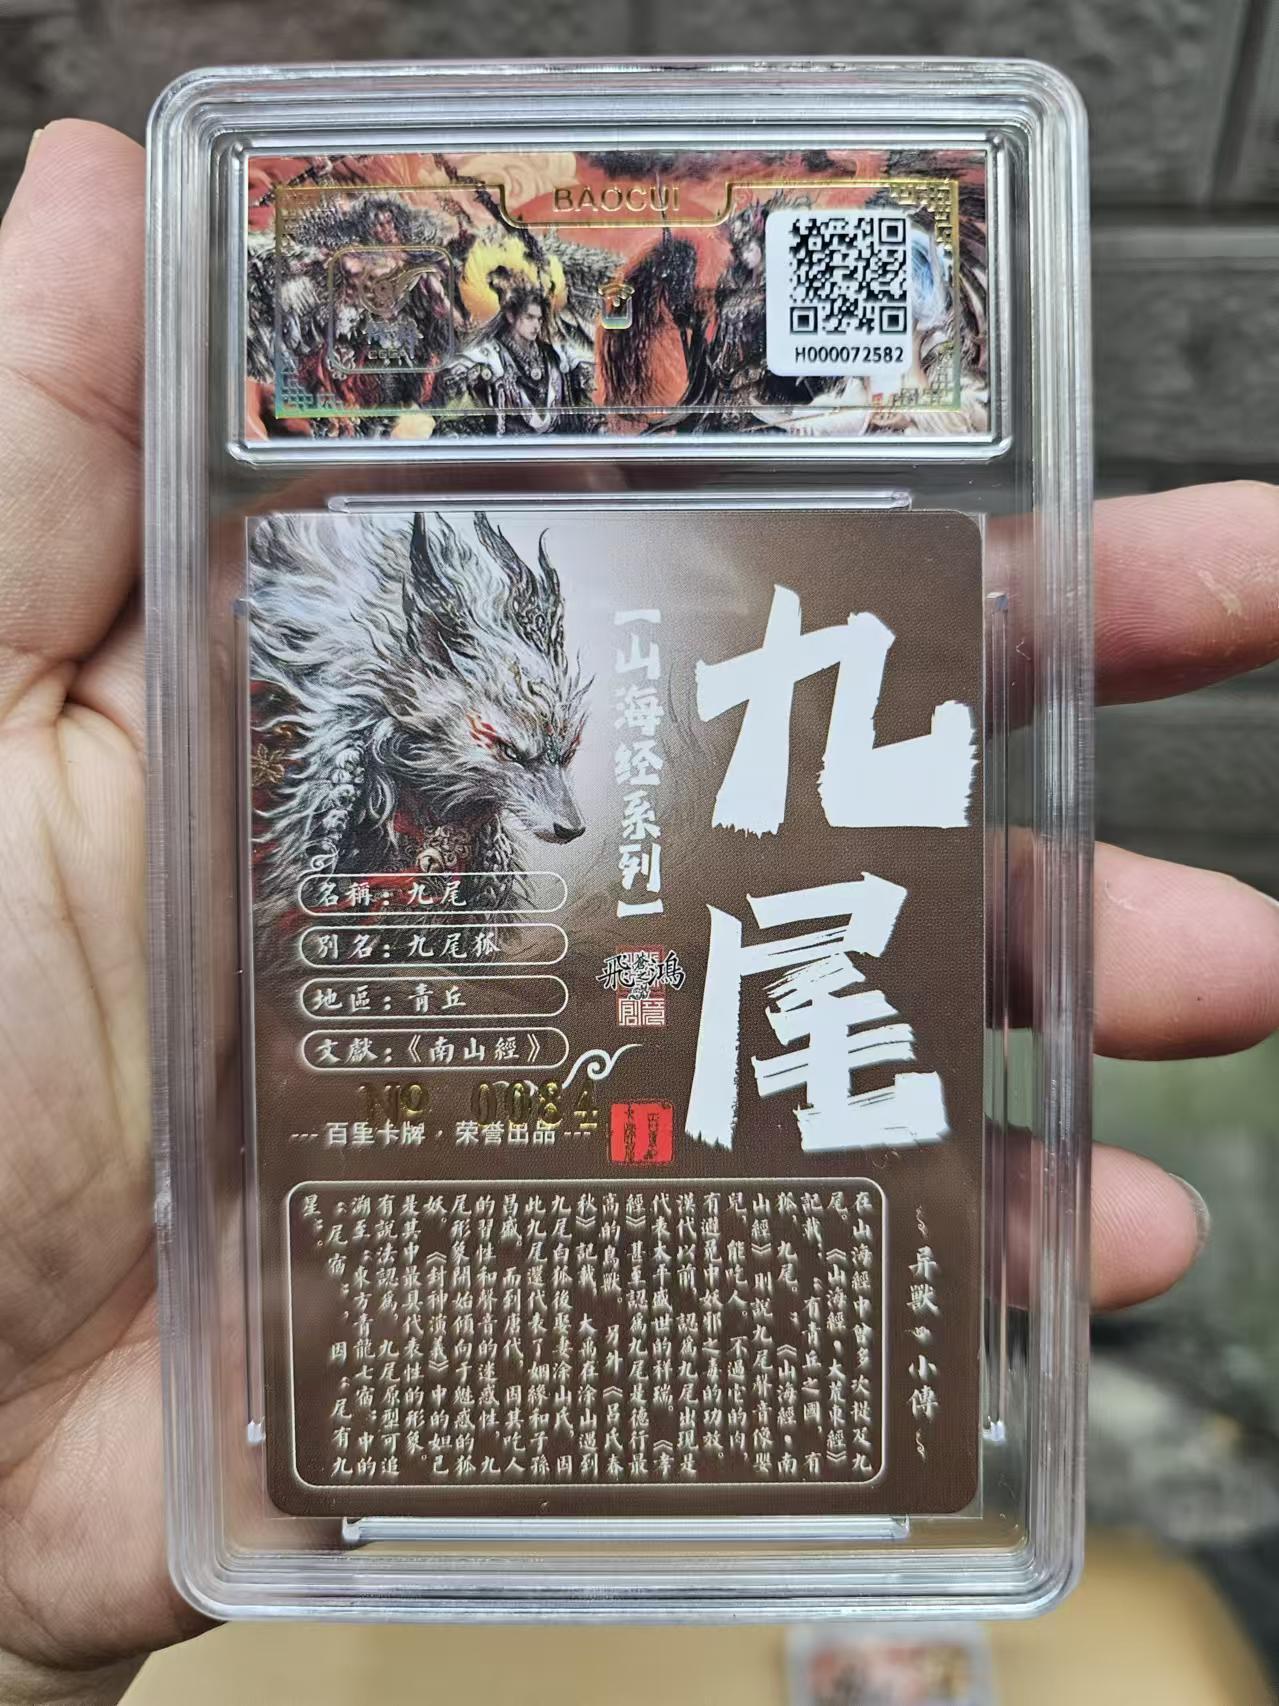 BAOCUI
H000072582
九尾
【山海经系列】
飛鴻
名稱：九尾
別名：九尾狐
地區：青丘
文獻：《南山經》
№ 0084
--- 百里卡牌 · 荣誉出品 ---
异獸 小傳
在山海經中曾多次提及九
尾。《山海經·大荒東經》
記載，：有青丘之國，有
狐，九尾。：《山海經·南
山經》則說九尾聲音像嬰
兒，能吃人。不過它的肉，
有避免中妖邪之毒的功放。
漢代以前，認爲九尾出現是
代表太平盛世的祥瑞。《孝
經》甚至認爲九尾是德行最
高的鳥獸。另外《吕氏春
秋》記載，大禹在涂山遇到
九尾白狐後娶妻涂山氏，因
此九尾還代表了姻緣和子孫
昌盛。而到唐代，因其吃人
的習性和聲音的迷惑性，九
尾形象開始傾向于魅惑的狐
妖。《封神演義》中的妲己
是其中最具代表性的形象。
有說法認爲，九尾原型可追
溯至：東方青龍七宿：中的
：尾宿：，因：尾有九
星：。